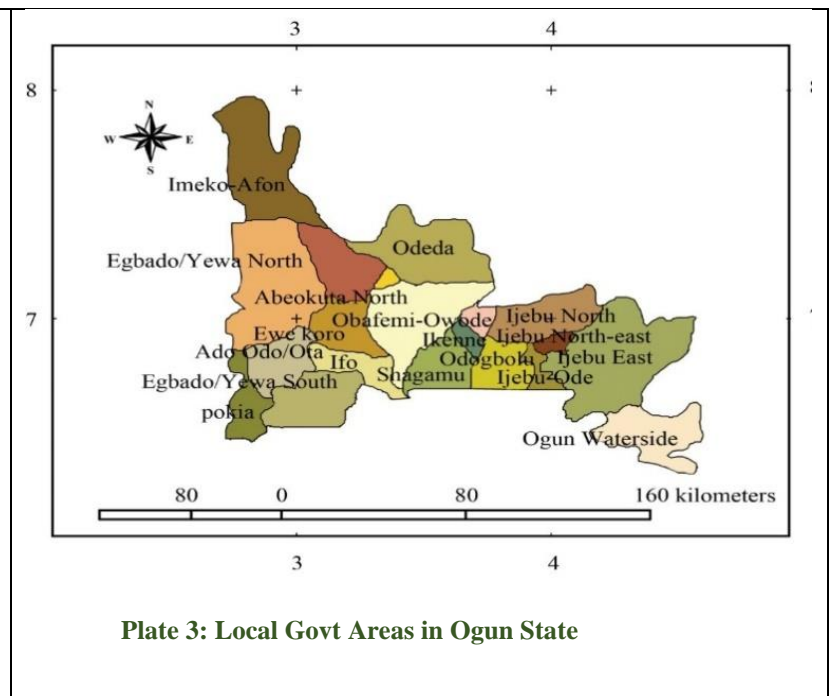 3 4
8
N
W E
S
Imeko-Afon
Odeda
Egbado/Yewa North
Abeokuta North
7
Obafemi-Owode
Ijebu North
Ewe koro
Ikenne
Ijebu North-east
Ado Odo/Ota
Ifo
Odogbolu
Ijebu East
Egbado/Yewa South
Shagamu
Ijebu-Ode
pokia
Ogun Waterside
80 0 80 160 kilometers
3 4
Plate 3: Local Govt Areas in Ogun State